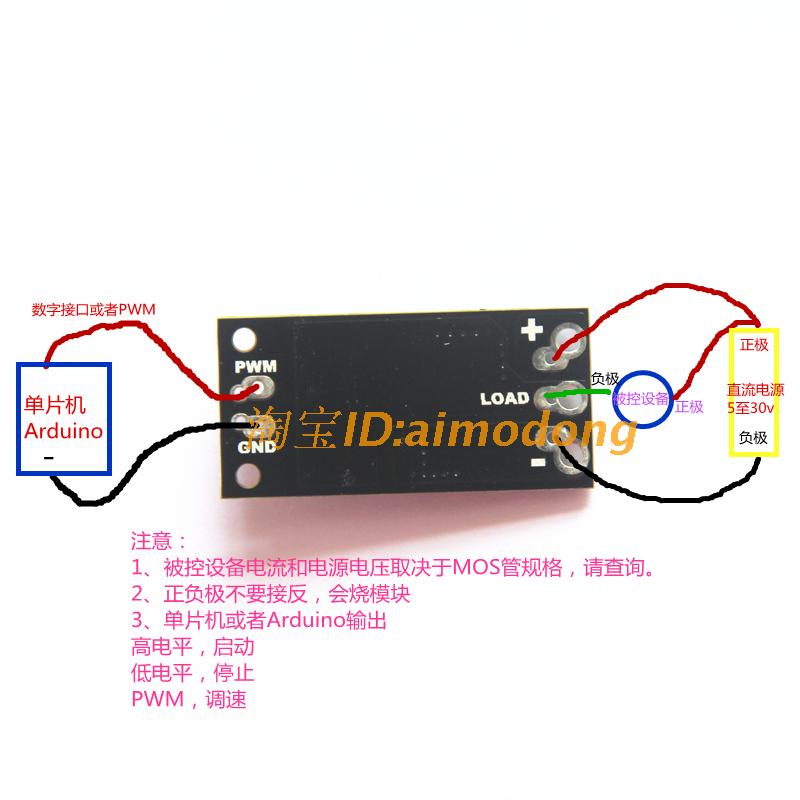 数字接口或者PWM
单片机
Arduino
-
PWM
GND
+
LOAD
-
负极
被控设备
正极
正极
直流电源
5至30v
负极
淘宝ID:aimodong
注意：
1、被控设备电流和电源电压取决于MOS管规格，请查询。
2、正负极不要接反，会烧模块
3、单片机或者Arduino输出
高电平，启动
低电平，停止
PWM，调速